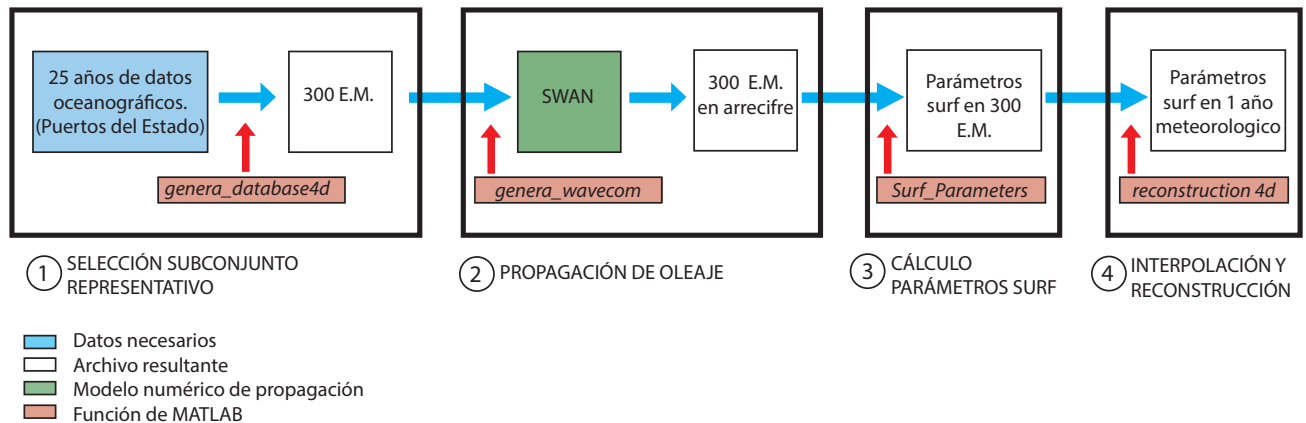 25 años de datos
oceanográficos.
(Puertos del Estado)
300 E.M.
genera_database4d
1 SELECCIÓN SUBCONJUNTO
REPRESENTATIVO
SWAN
300 E.M.
en arrecifre
genera_wavecom
2 PROPAGACIÓN DE OLEAJE
Parámetros
surf en 300
E.M.
Surf_Parameters
3 CÁLCULO
PARÁMETROS SURF
Parámetros
surf en 1 año
meteorologico
reconstruction 4d
4 INTERPOLACIÓN Y
RECONSTRUCCIÓN
Datos necesarios
Archivo resultante
Modelo numérico de propagación
Función de MATLAB